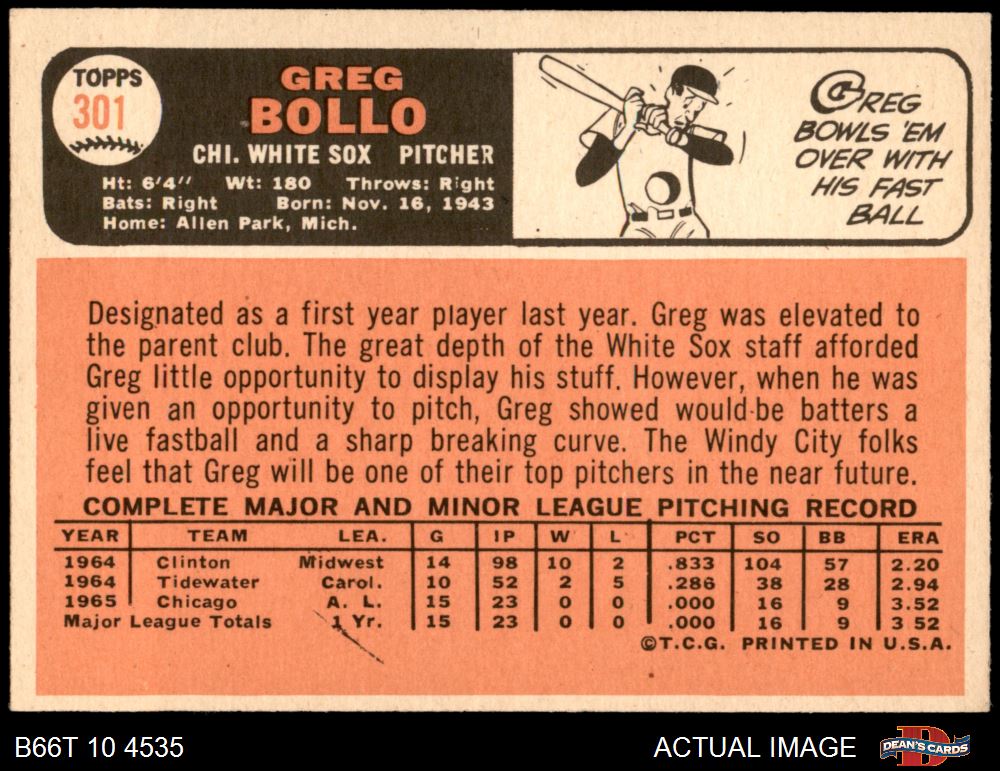 TOPPS
301
GREG
BOLLO
CHI. WHITE SOX PITCHER
Ht: 6'4'' Wt: 180 Throws: Right
Bats: Right Born: Nov. 16, 1943
Home: Allen Park, Mich.
GREG
BOWLS 'EM
OVER WITH
HIS FAST
BALL
Designated as a first year player last year. Greg was elevated to
the parent club. The great depth of the White Sox staff afforded
Greg little opportunity to display his stuff. However, when he was
given an opportunity to pitch, Greg showed would-be batters a
live fastball and a sharp breaking curve. The Windy City folks
feel that Greg will be one of their top pitchers in the near future.
COMPLETE MAJOR AND MINOR LEAGUE PITCHING RECORD
YEAR TEAM LEA. G IP W L PCT SO BB ERA
1964 Clinton Midwest 14 98 10 2 .833 104 57 2.20
1964 Tidewater Carol. 10 52 2 5 .286 38 28 2.94
1965 Chicago A. L. 15 23 0 0 .000 16 9 3.52
Major League Totals 1 Yr. 15 23 0 0 .000 16 9 3 52
©T.C.G. PRINTED IN U.S.A.
B66T 10 4535
ACTUAL IMAGE
DEAN'S CARDS